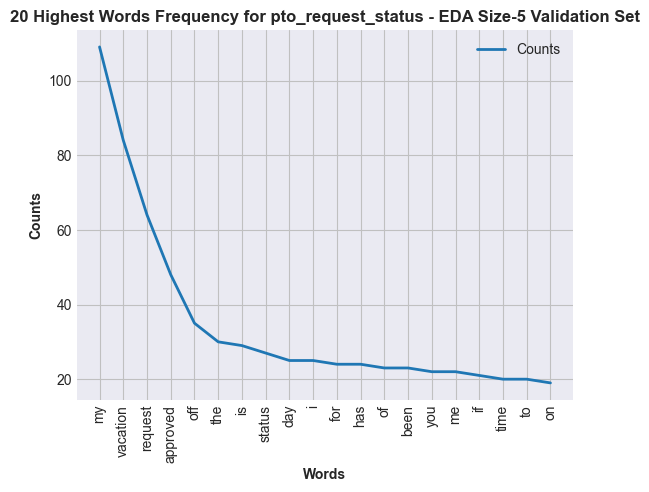 20 Highest Words Frequency for pto_request_status - EDA Size-5 Validation Set
Counts
100
80
60
40
20
Counts
my
vacation
request
approved
off
the
is
status
day
i
for
has
of
been
you
me
if
time
to
on
Words